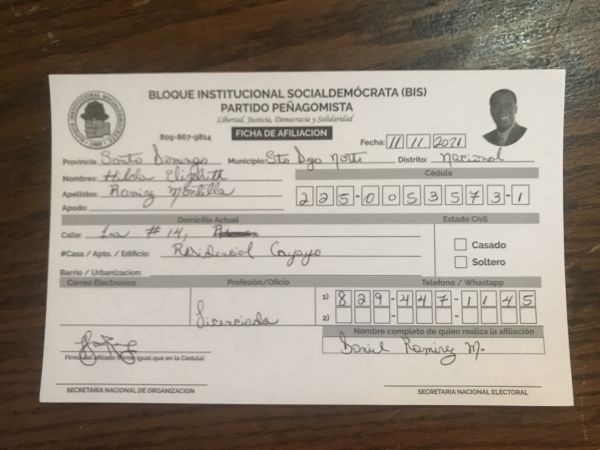 BLOQUE INSTITUCIONAL SOCIALDEMÓCRATA (BIS)
PARTIDO PEÑAGOMISTA
Libertad, Justicia, Democracia y Solidaridad
809-867-9814 FICHA DE AFILIACION Fecha: 11 11 2021
Provincia: Santo Domingo Municipio: Sto Dgo Norte Distrito: Nacional
Nombres: Hilda Elizabeth Cédula
Apellidos: Ramirez Montilla 225-0053573-1
Apodo:
Domicilio Actual Estado Civil
Calle: 1ra # 14,
#Casa / Apto. / Edificio: Residencial Cayayo Casado
Soltero
Barrio / Urbanizacion:
Correo Electronico Profesión/Oficio Telefono / Whastapp
Licenciada 1) 829-447-1145
2)
Nombre completo de quien realiza la afiliación
Daniel Ramirez M.
Firma del afiliado (Firme igual que en la Cédula)
SECRETARIA NACIONAL DE ORGANIZACION SECRETARIA NACIONAL ELECTORAL